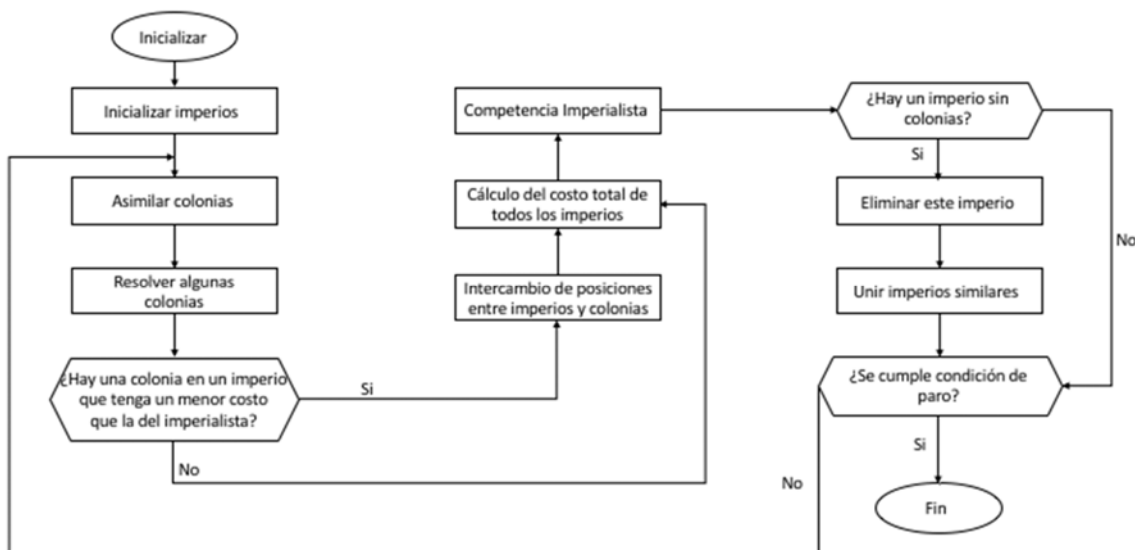 Inicializar
Inicializar imperios
Asimilar colonias
Resolver algunas
colonias
¿Hay una colonia en un imperio
que tenga un menor costo
que la del imperialista?
Si
No
Competencia Imperialista
Cálculo del costo total de
todos los imperios
Intercambio de posiciones
entre imperios y colonias
¿Hay un imperio sin
colonias?
Si
No
Eliminar este imperio
Unir imperios similares
¿Se cumple condición de
paro?
Si
No
Fin